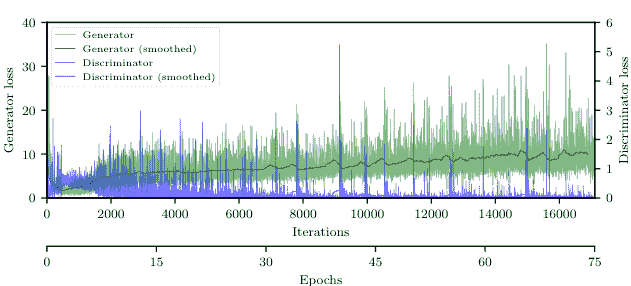 40
30
20
10
0
Generator loss
Generator
Generator (smoothed)
Discriminator
Discriminator (smoothed)
6
5
4
3
2
1
0
Discriminator loss
0 2000 4000 6000 8000 10000 12000 14000 16000
Iterations
0 15 30 45 60 75
Epochs